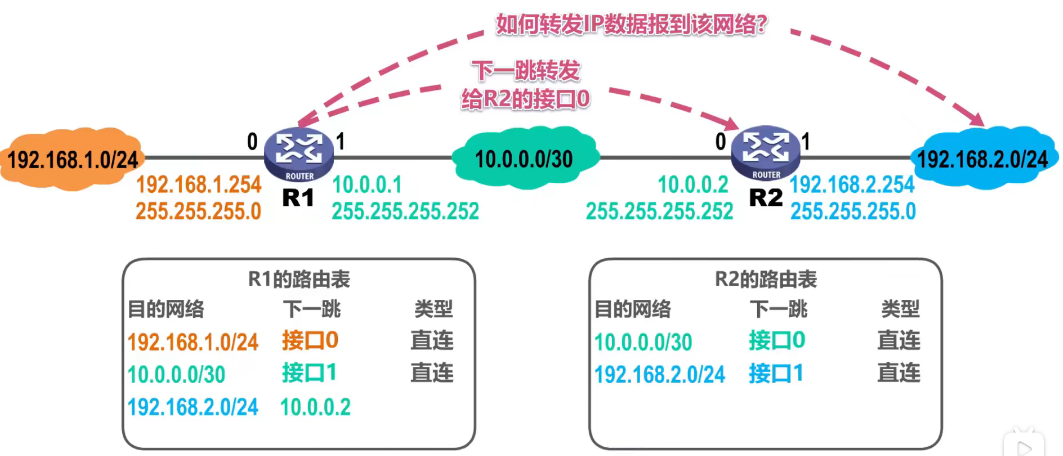 如何转发IP数据报到该网络?
下一跳转发
给R2的接口0
192.168.1.0/24
0
1
ROUTER
R1
192.168.1.254
255.255.255.0
10.0.0.1
255.255.255.252
10.0.0.0/30
0
1
ROUTER
R2
10.0.0.2
255.255.255.252
192.168.2.254
255.255.255.0
192.168.2.0/24
R1的路由表
目的网络 下一跳 类型
192.168.1.0/24 接口0 直连
10.0.0.0/30 接口1 直连
192.168.2.0/24 10.0.0.2
R2的路由表
目的网络 下一跳 类型
10.0.0.0/30 接口0 直连
192.168.2.0/24 接口1 直连